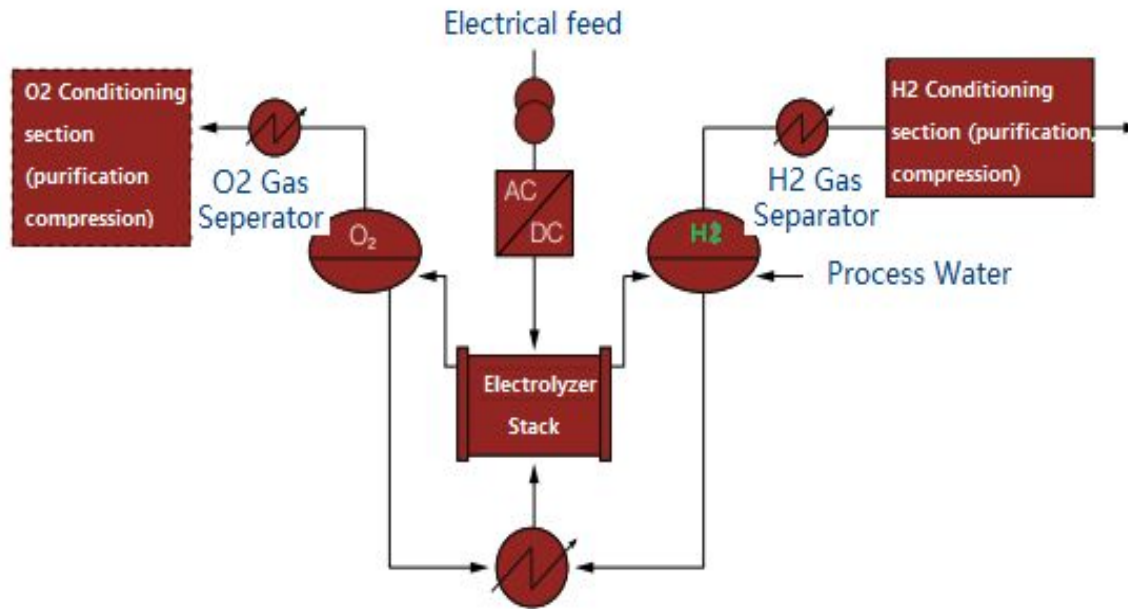 Electrical feed
O2 Conditioning
section
(purification
compression)
O2 Gas
Seperator
O₂
AC
DC
H2
H2 Gas
Separator
H2 Conditioning
section (purification,
compression)
Process Water
Electrolyzer
Stack